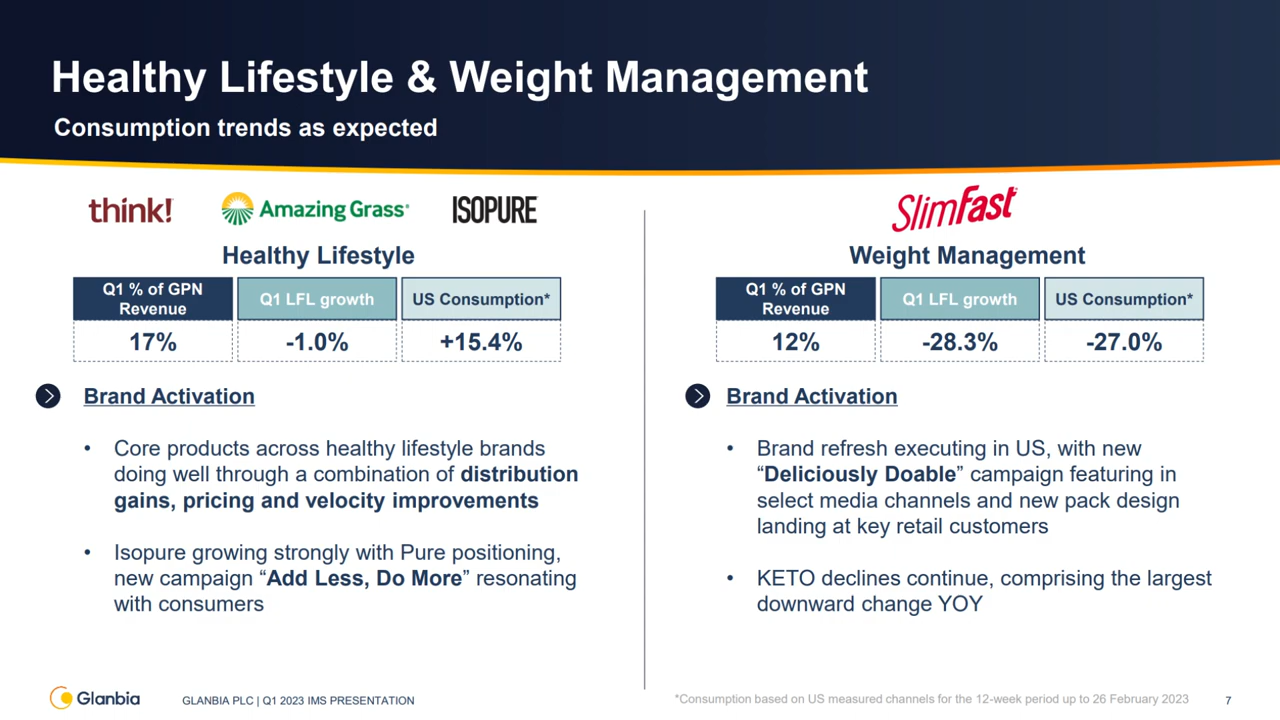 Healthy Lifestyle & Weight Management
Consumption trends as expected
think!
Amazing Grass®
ISOPURE
Healthy Lifestyle
Q1 % of GPN
Revenue
Q1 LFL growth
US Consumption*
17%
-1.0%
+15.4%
Brand Activation
• Core products across healthy lifestyle brands
doing well through a combination of distribution
gains, pricing and velocity improvements
• Isopure growing strongly with Pure positioning,
new campaign “Add Less, Do More” resonating
with consumers
SlimFast
Weight Management
Q1 % of GPN
Revenue
Q1 LFL growth
US Consumption*
12%
-28.3%
-27.0%
Brand Activation
• Brand refresh executing in US, with new
“Deliciously Doable” campaign featuring in
select media channels and new pack design
landing at key retail customers
• KETO declines continue, comprising the largest
downward change YOY
Glanbia
GLANBIA PLC | Q1 2023 IMS PRESENTATION
*Consumption based on US measured channels for the 12-week period up to 26 February 2023
7